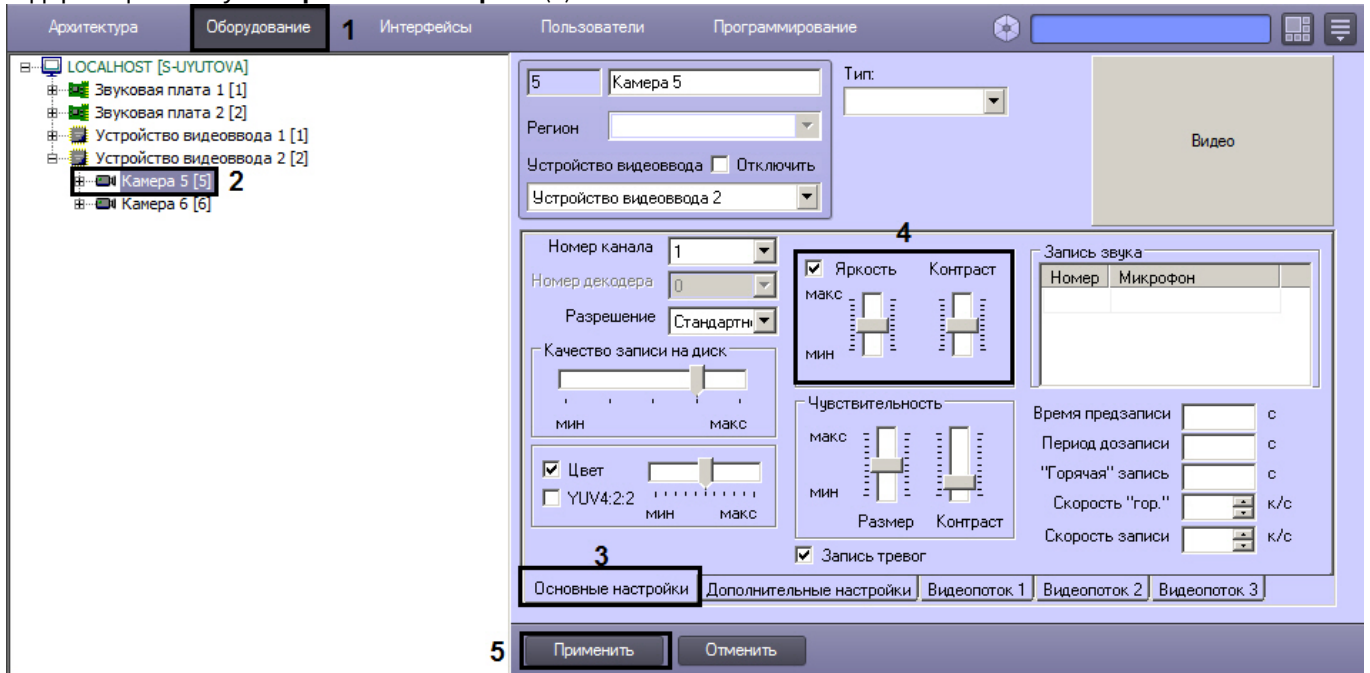 Архитектура Оборудование 1 Интерфейсы Пользователи Программирование
LOCALHOST [S-UYUTOVA]
Звуковая плата 1 [1]
Звуковая плата 2 [2]
Устройство видеоввода 1 [1]
Устройство видеоввода 2 [2]
Камера 5 [5] 2
Камера 6 [6]
5 Камера 5
Тип:
Регион
Устройство видеоввода Отключить
Устройство видеоввода 2
Видео
Номер канала 1
Номер декодера 0
Разрешение Стандартн
Качество записи на диск
мин макс
Цвет
YUV4:2:2
мин макс
4
Яркость Контраст
макс
мин
Чувствительность
макс
мин
Размер Контраст
Запись тревог
Запись звука
Номер Микрофон
Время предзаписи с
Период дозаписи с
"Горячая" запись с
Скорость "гор." к/с
Скорость записи к/с
3
Основные настройки Дополнительные настройки Видеопоток 1 Видеопоток 2 Видеопоток 3
5 Применить Отменить